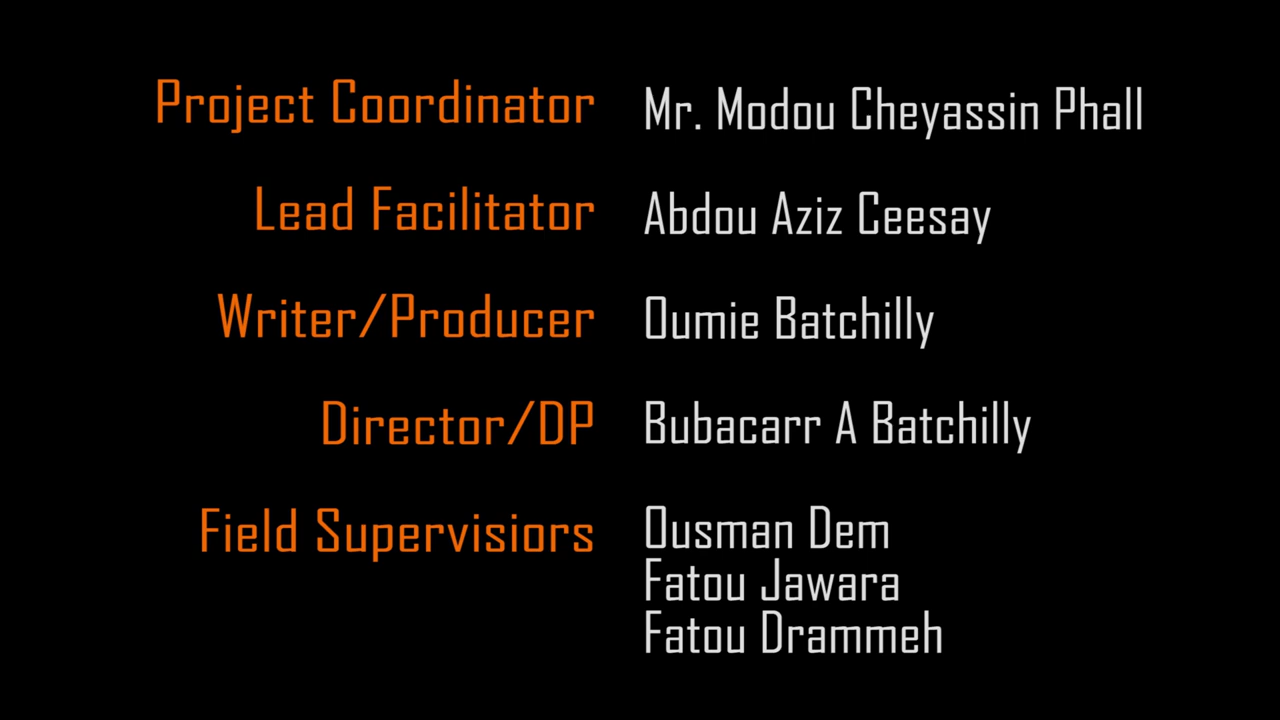 Project Coordinator Mr. Modou Cheyassin Phall
Lead Facilitator Abdou Aziz Ceesay
Writer/Producer Oumie Batchilly
Director/DP Bubacarr A Batchilly
Field Supervisiors Ousman Dem
Fatou Jawara
Fatou Drammeh